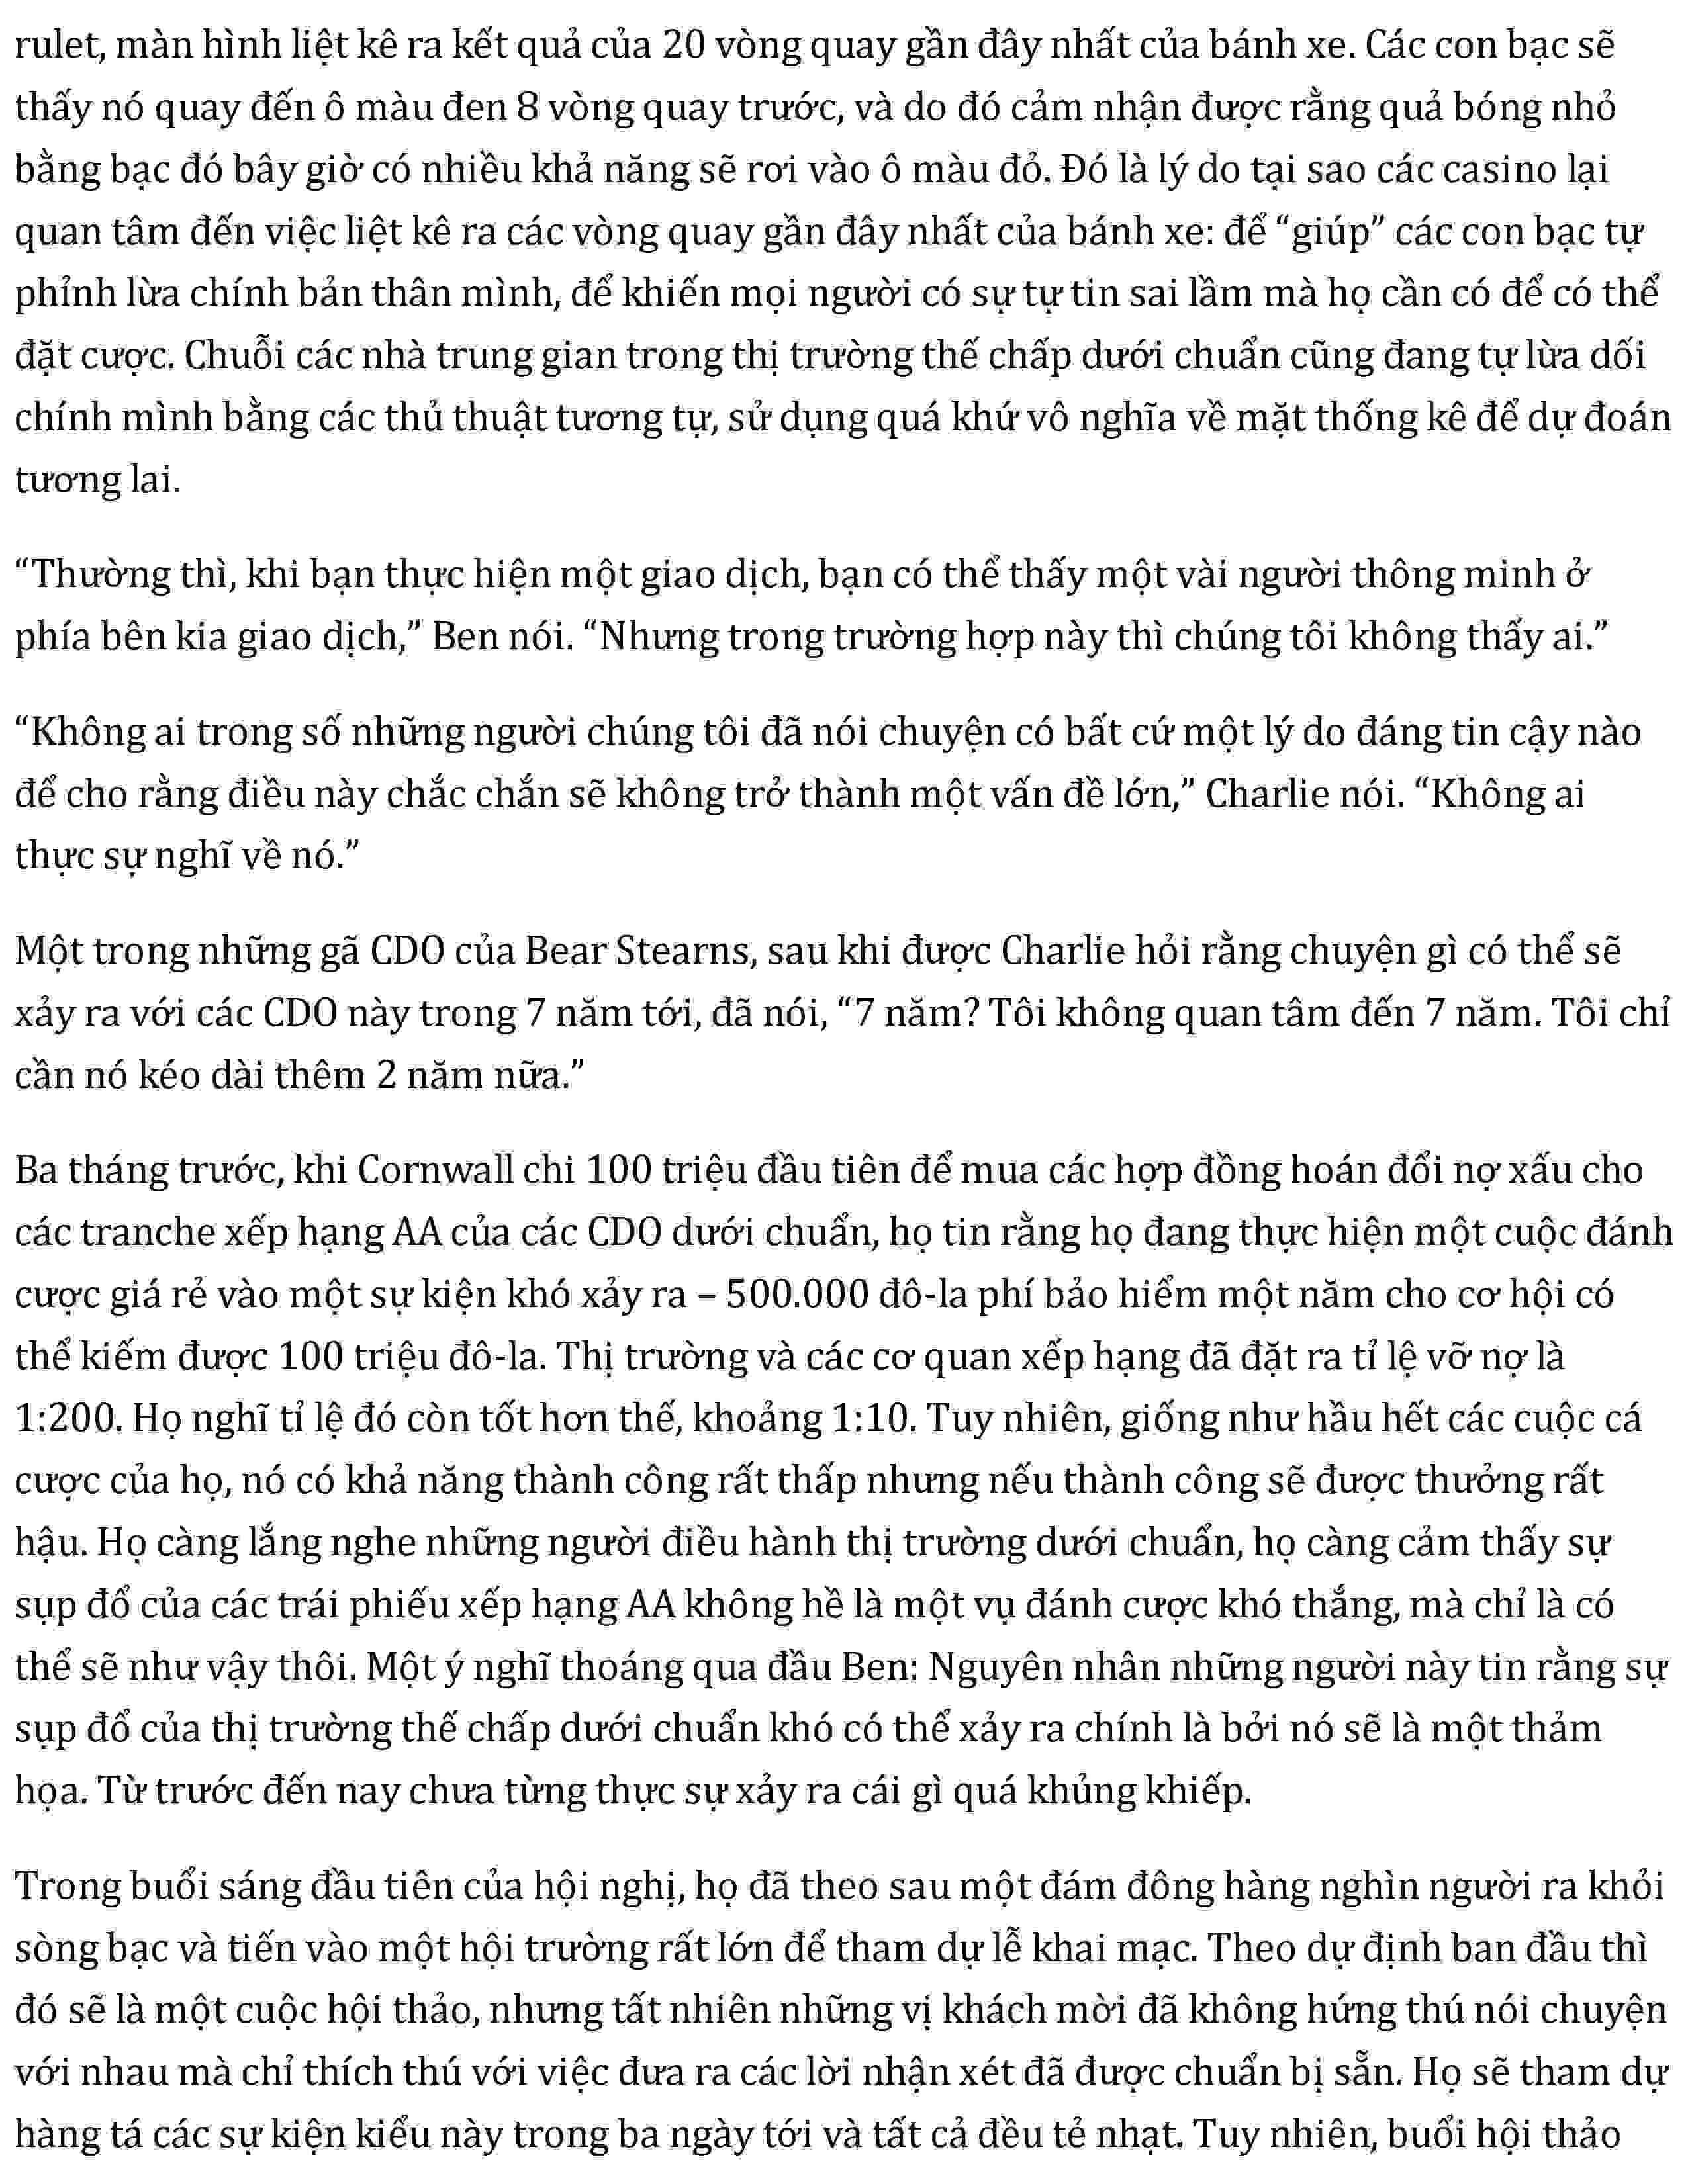 rulet, màn hình liệt kê ra kết quả của 20 vòng quay gần đây nhất của bánh xe. Các con bạc sẽ
thấy nó quay đến ô màu đen 8 vòng quay trước, và do đó cảm nhận được rằng quả bóng nhỏ
bằng bạc đó bây giờ có nhiều khả năng sẽ rơi vào ô màu đỏ. Đó là lý do tại sao các casino lại
quan tâm đến việc liệt kê ra các vòng quay gần đây nhất của bánh xe: để “giúp” các con bạc tự
phỉnh lừa chính bản thân mình, để khiến mọi người có sự tự tin sai lầm mà họ cần có để có thể
đặt cược. Chuỗi các nhà trung gian trong thị trường thế chấp dưới chuẩn cũng đang tự lừa dối
chính mình bằng các thủ thuật tương tự, sử dụng quá khứ vô nghĩa về mặt thống kê để dự đoán
tương lai.
“Thường thì, khi bạn thực hiện một giao dịch, bạn có thể thấy một vài người thông minh ở
phía bên kia giao dịch,” Ben nói. “Nhưng trong trường hợp này thì chúng tôi không thấy ai.”
“Không ai trong số những người chúng tôi đã nói chuyện có bất cứ một lý do đáng tin cậy nào
để cho rằng điều này chắc chắn sẽ không trở thành một vấn đề lớn,” Charlie nói. “Không ai
thực sự nghĩ về nó.”
Một trong những gã CDO của Bear Stearns, sau khi được Charlie hỏi rằng chuyện gì có thể sẽ
xảy ra với các CDO này trong 7 năm tới, đã nói, “7 năm? Tôi không quan tâm đến 7 năm. Tôi chỉ
cần nó kéo dài thêm 2 năm nữa.”
Ba tháng trước, khi Cornwall chi 100 triệu đầu tiên để mua các hợp đồng hoán đổi nợ xấu cho
các tranche xếp hạng AA của các CDO dưới chuẩn, họ tin rằng họ đang thực hiện một cuộc đánh
cược giá rẻ vào một sự kiện khó xảy ra – 500.000 đô-la phí bảo hiểm một năm cho cơ hội có
thể kiếm được 100 triệu đô-la. Thị trường và các cơ quan xếp hạng đã đặt ra tỉ lệ vỡ nợ là
1:200. Họ nghĩ tỉ lệ đó còn tốt hơn thế, khoảng 1:10. Tuy nhiên, giống như hầu hết các cuộc cá
cược của họ, nó có khả năng thành công rất thấp nhưng nếu thành công sẽ được thưởng rất
hậu. Họ càng lắng nghe những người điều hành thị trường dưới chuẩn, họ càng cảm thấy sự
sụp đổ của các trái phiếu xếp hạng AA không hề là một vụ đánh cược khó thắng, mà chỉ là có
thể sẽ như vậy thôi. Một ý nghĩ thoáng qua đầu Ben: Nguyên nhân những người này tin rằng sự
sụp đổ của thị trường thế chấp dưới chuẩn khó có thể xảy ra chính là bởi nó sẽ là một thảm
họa. Từ trước đến nay chưa từng thực sự xảy ra cái gì quá khủng khiếp.
Trong buổi sáng đầu tiên của hội nghị, họ đã theo sau một đám đông hàng nghìn người ra khỏi
sòng bạc và tiến vào một hội trường rất lớn để tham dự lễ khai mạc. Theo dự định ban đầu thì
đó sẽ là một cuộc hội thảo, nhưng tất nhiên những vị khách mời đã không hứng thú nói chuyện
với nhau mà chỉ thích thú với việc đưa ra các lời nhận xét đã được chuẩn bị sẵn. Họ sẽ tham dự
hàng tá các sự kiện kiểu này trong ba ngày tới và tất cả đều tẻ nhạt. Tuy nhiên, buổi hội thảo